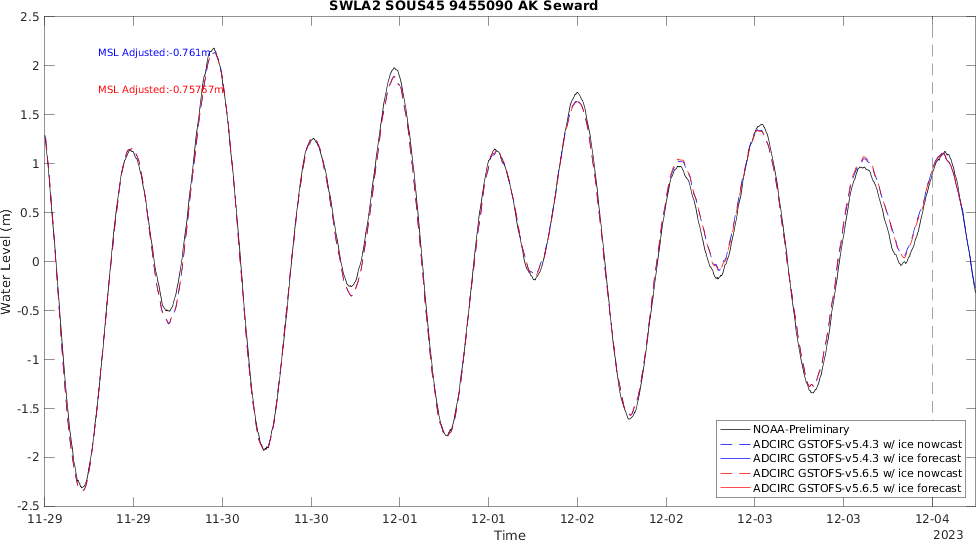 SWLA2 SOUS45 9455090 AK Seward
2.5
2
1.5
1
0.5
0
-0.5
-1
-1.5
-2
-2.5
Water Level (m)
MSL Adjusted:-0.761m
MSL Adjusted:-0.75757m
NOAA-Preliminary
ADCIRC GSTOFS-v5.4.3 w/ ice nowcast
ADCIRC GSTOFS-v5.4.3 w/ ice forecast
ADCIRC GSTOFS-v5.6.5 w/ ice nowcast
ADCIRC GSTOFS-v5.6.5 w/ ice forecast
11-29 11-29 11-30 11-30 12-01 12-01 12-02 12-02 12-03 12-03 12-04
2023
Time